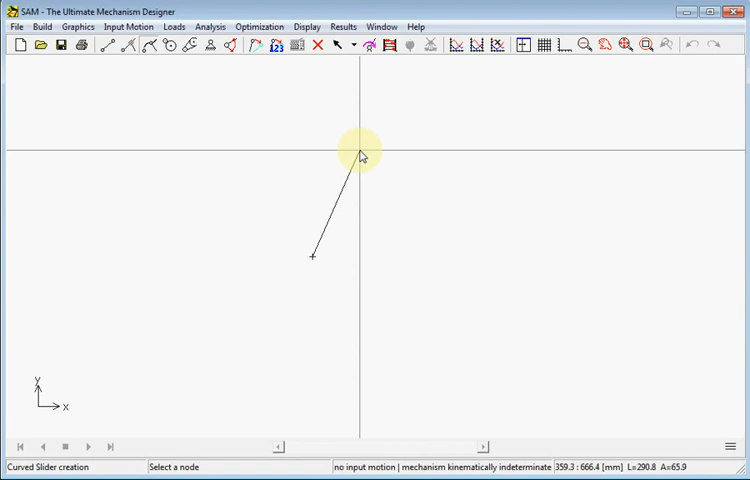 SAM - The Ultimate Mechanism Designer
File Build Graphics Input Motion Loads Analysis Optimization Display Results Window Help
123
y
x
Curved Slider creation Select a node no input motion | mechanism kinematically indeterminate 359.3 : 666.4 [mm] L=290.8 A=65.9